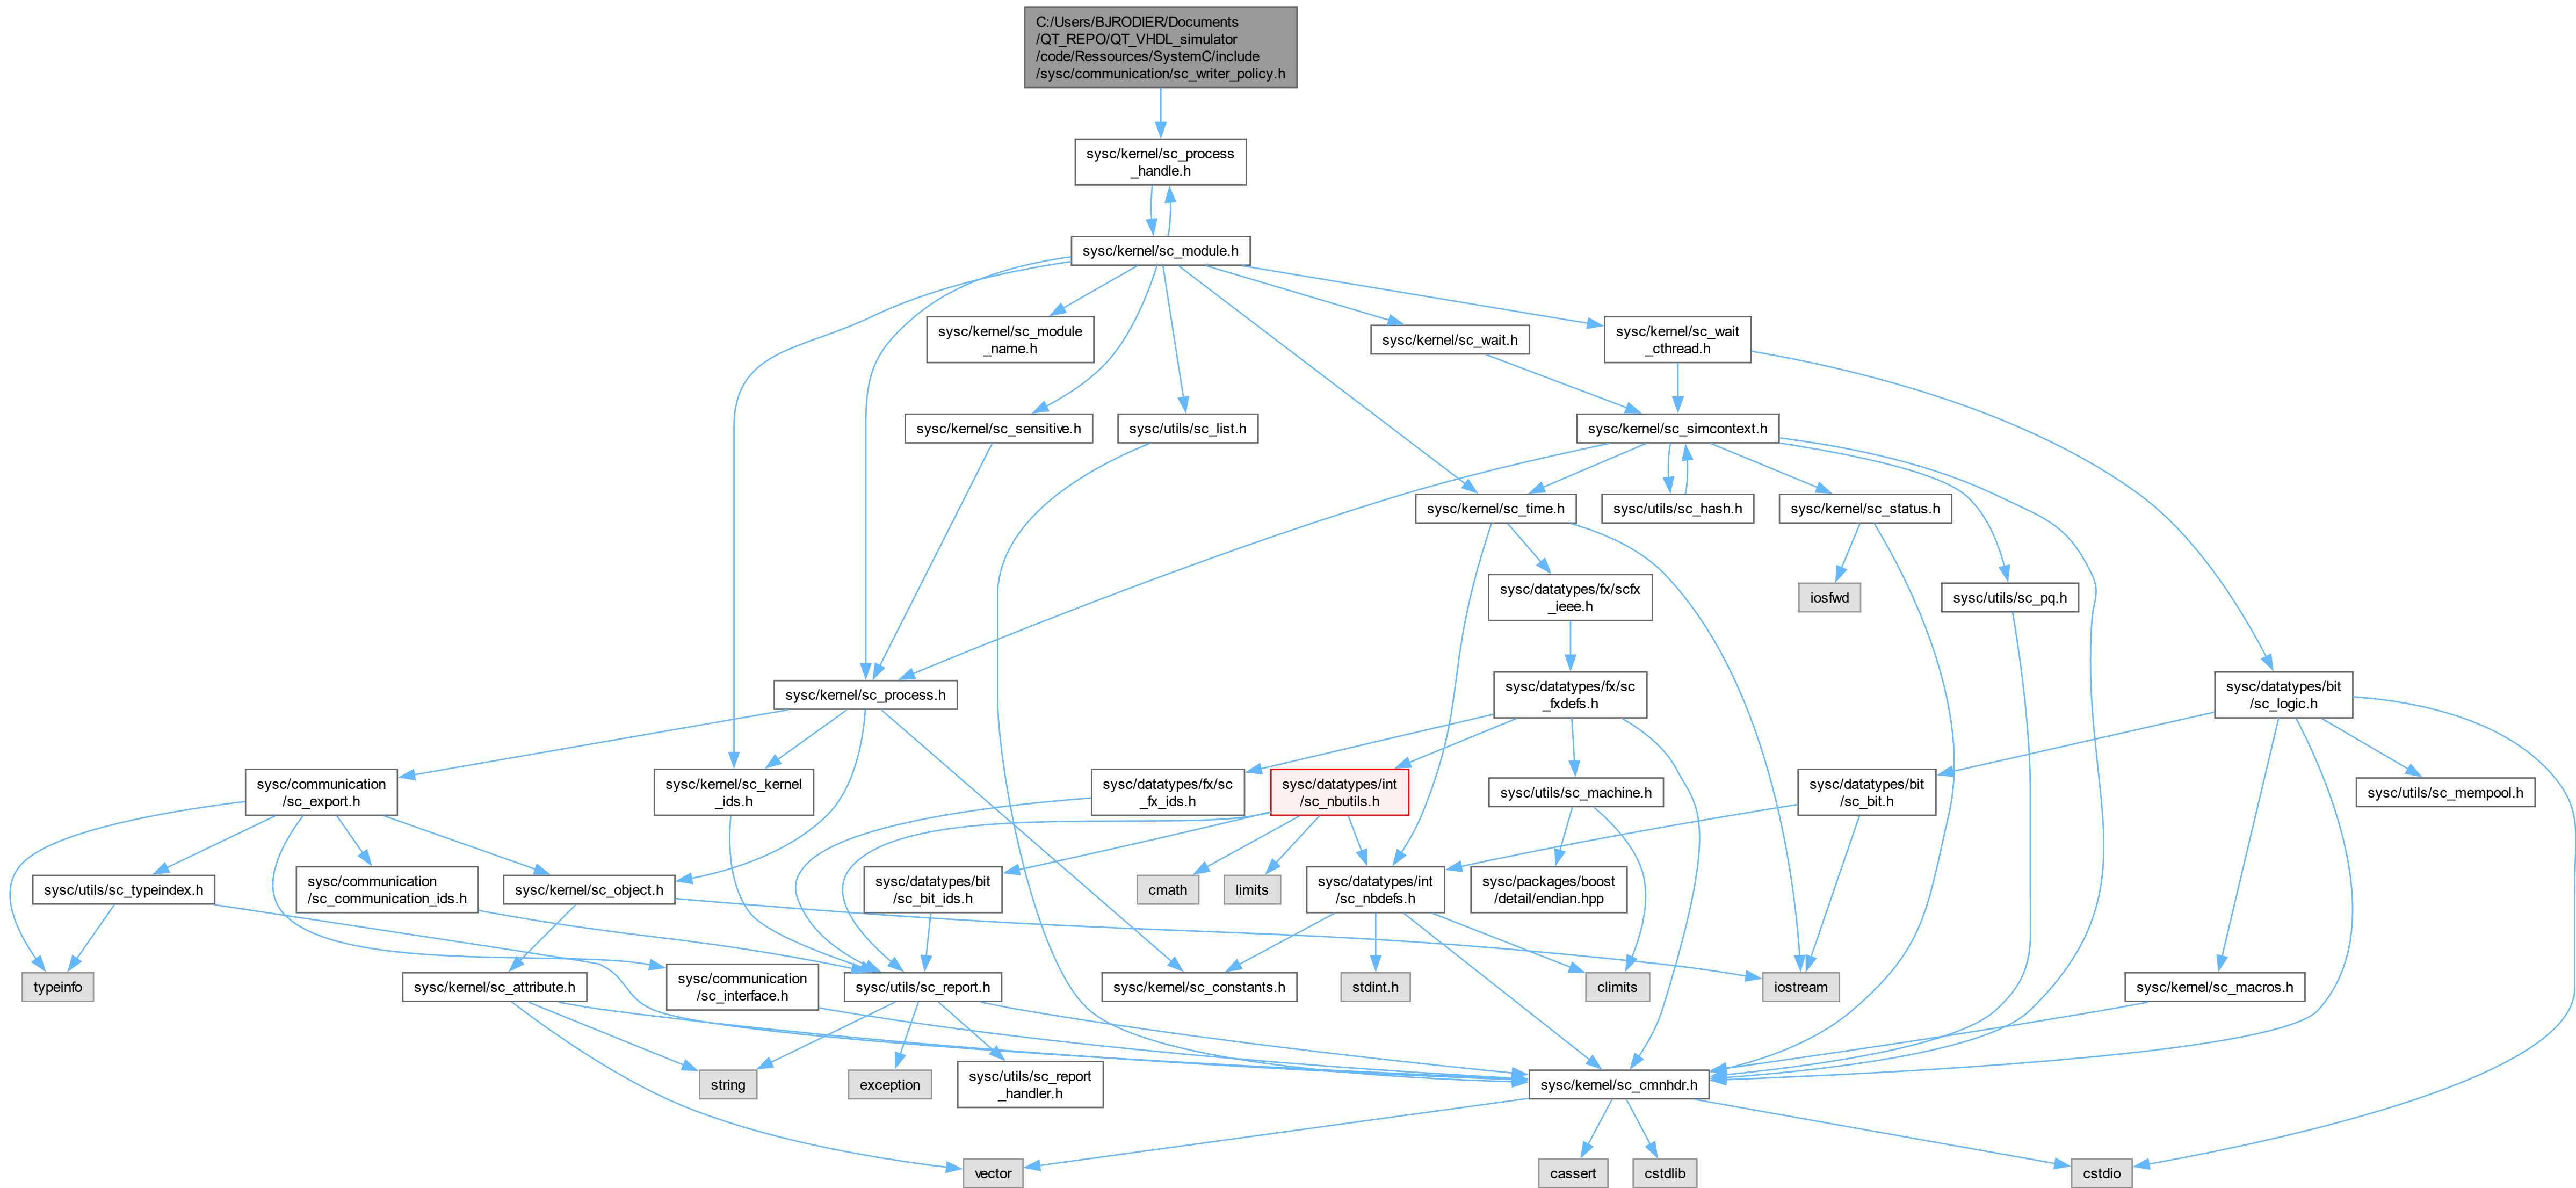 C:/Users/BJRODIER/Documents
/QT_REPO/QT_VHDL_simulator
/code/Ressources/SystemC/include
/sysc/communication/sc_writer_policy.h
sysc/kernel/sc_process
_handle.h
sysc/kernel/sc_module.h
sysc/kernel/sc_module
_name.h
sysc/kernel/sc_wait.h
sysc/kernel/sc_wait
_cthread.h
sysc/kernel/sc_sensitive.h
sysc/utils/sc_list.h
sysc/kernel/sc_simcontext.h
sysc/kernel/sc_time.h
sysc/utils/sc_hash.h
sysc/kernel/sc_status.h
sysc/datatypes/fx/scfx
_ieee.h
iosfwd
sysc/utils/sc_pq.h
sysc/kernel/sc_process.h
sysc/datatypes/fx/sc
_fxdefs.h
sysc/datatypes/bit
/sc_logic.h
sysc/communication
/sc_export.h
sysc/kernel/sc_kernel
_ids.h
sysc/datatypes/fx/sc
_fx_ids.h
sysc/datatypes/int
/sc_nbutils.h
sysc/utils/sc_machine.h
sysc/datatypes/bit
/sc_bit.h
sysc/utils/sc_mempool.h
sysc/utils/sc_typeindex.h
sysc/communication
/sc_communication_ids.h
sysc/kernel/sc_object.h
sysc/datatypes/bit
/sc_bit_ids.h
cmath
limits
sysc/datatypes/int
/sc_nbdefs.h
sysc/packages/boost
/detail/endian.hpp
typeinfo
sysc/kernel/sc_attribute.h
sysc/communication
/sc_interface.h
sysc/utils/sc_report.h
sysc/kernel/sc_constants.h
stdint.h
climits
iostream
sysc/kernel/sc_macros.h
string
exception
sysc/utils/sc_report
_handler.h
sysc/kernel/sc_cmnhdr.h
vector
cassert
cstdlib
cstdio